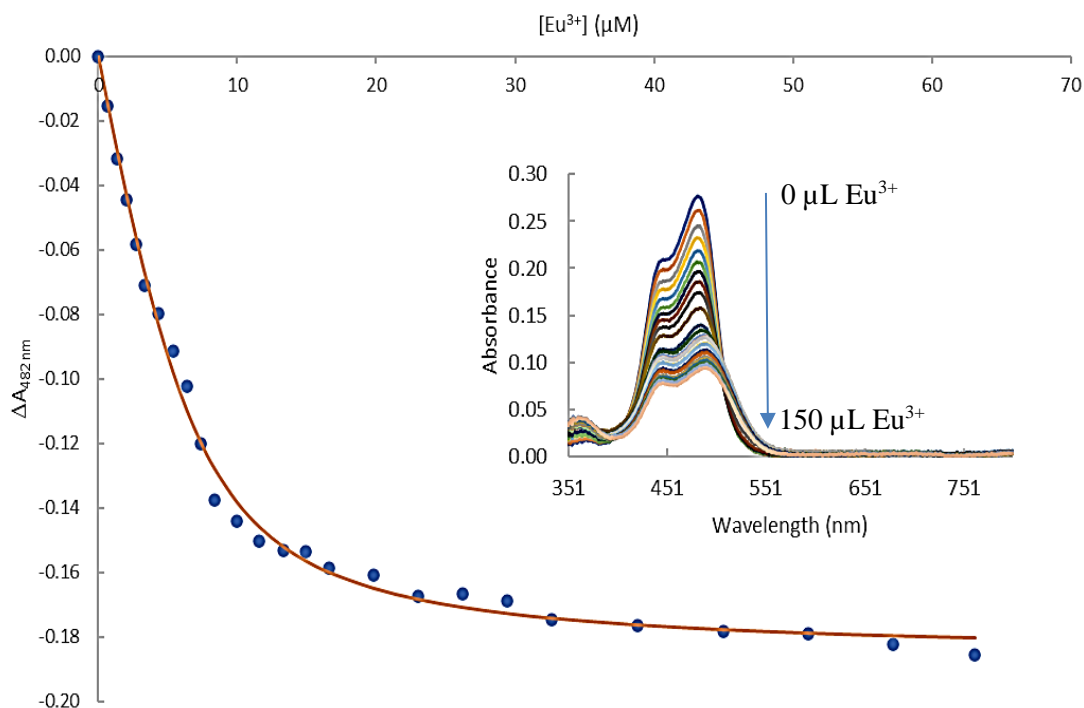 [Eu³⁺] (µM)
0.00
0 10 20 30 40 50 60 70
-0.02
-0.04
-0.06
-0.08
-0.10
-0.12
-0.14
-0.16
-0.18
-0.20
ΔA482 nm
0.30
0.25
0.20
0.15
0.10
0.05
0.00
Absorbance
0 µL Eu³⁺
150 µL Eu³⁺
351 451 551 651 751
Wavelength (nm)